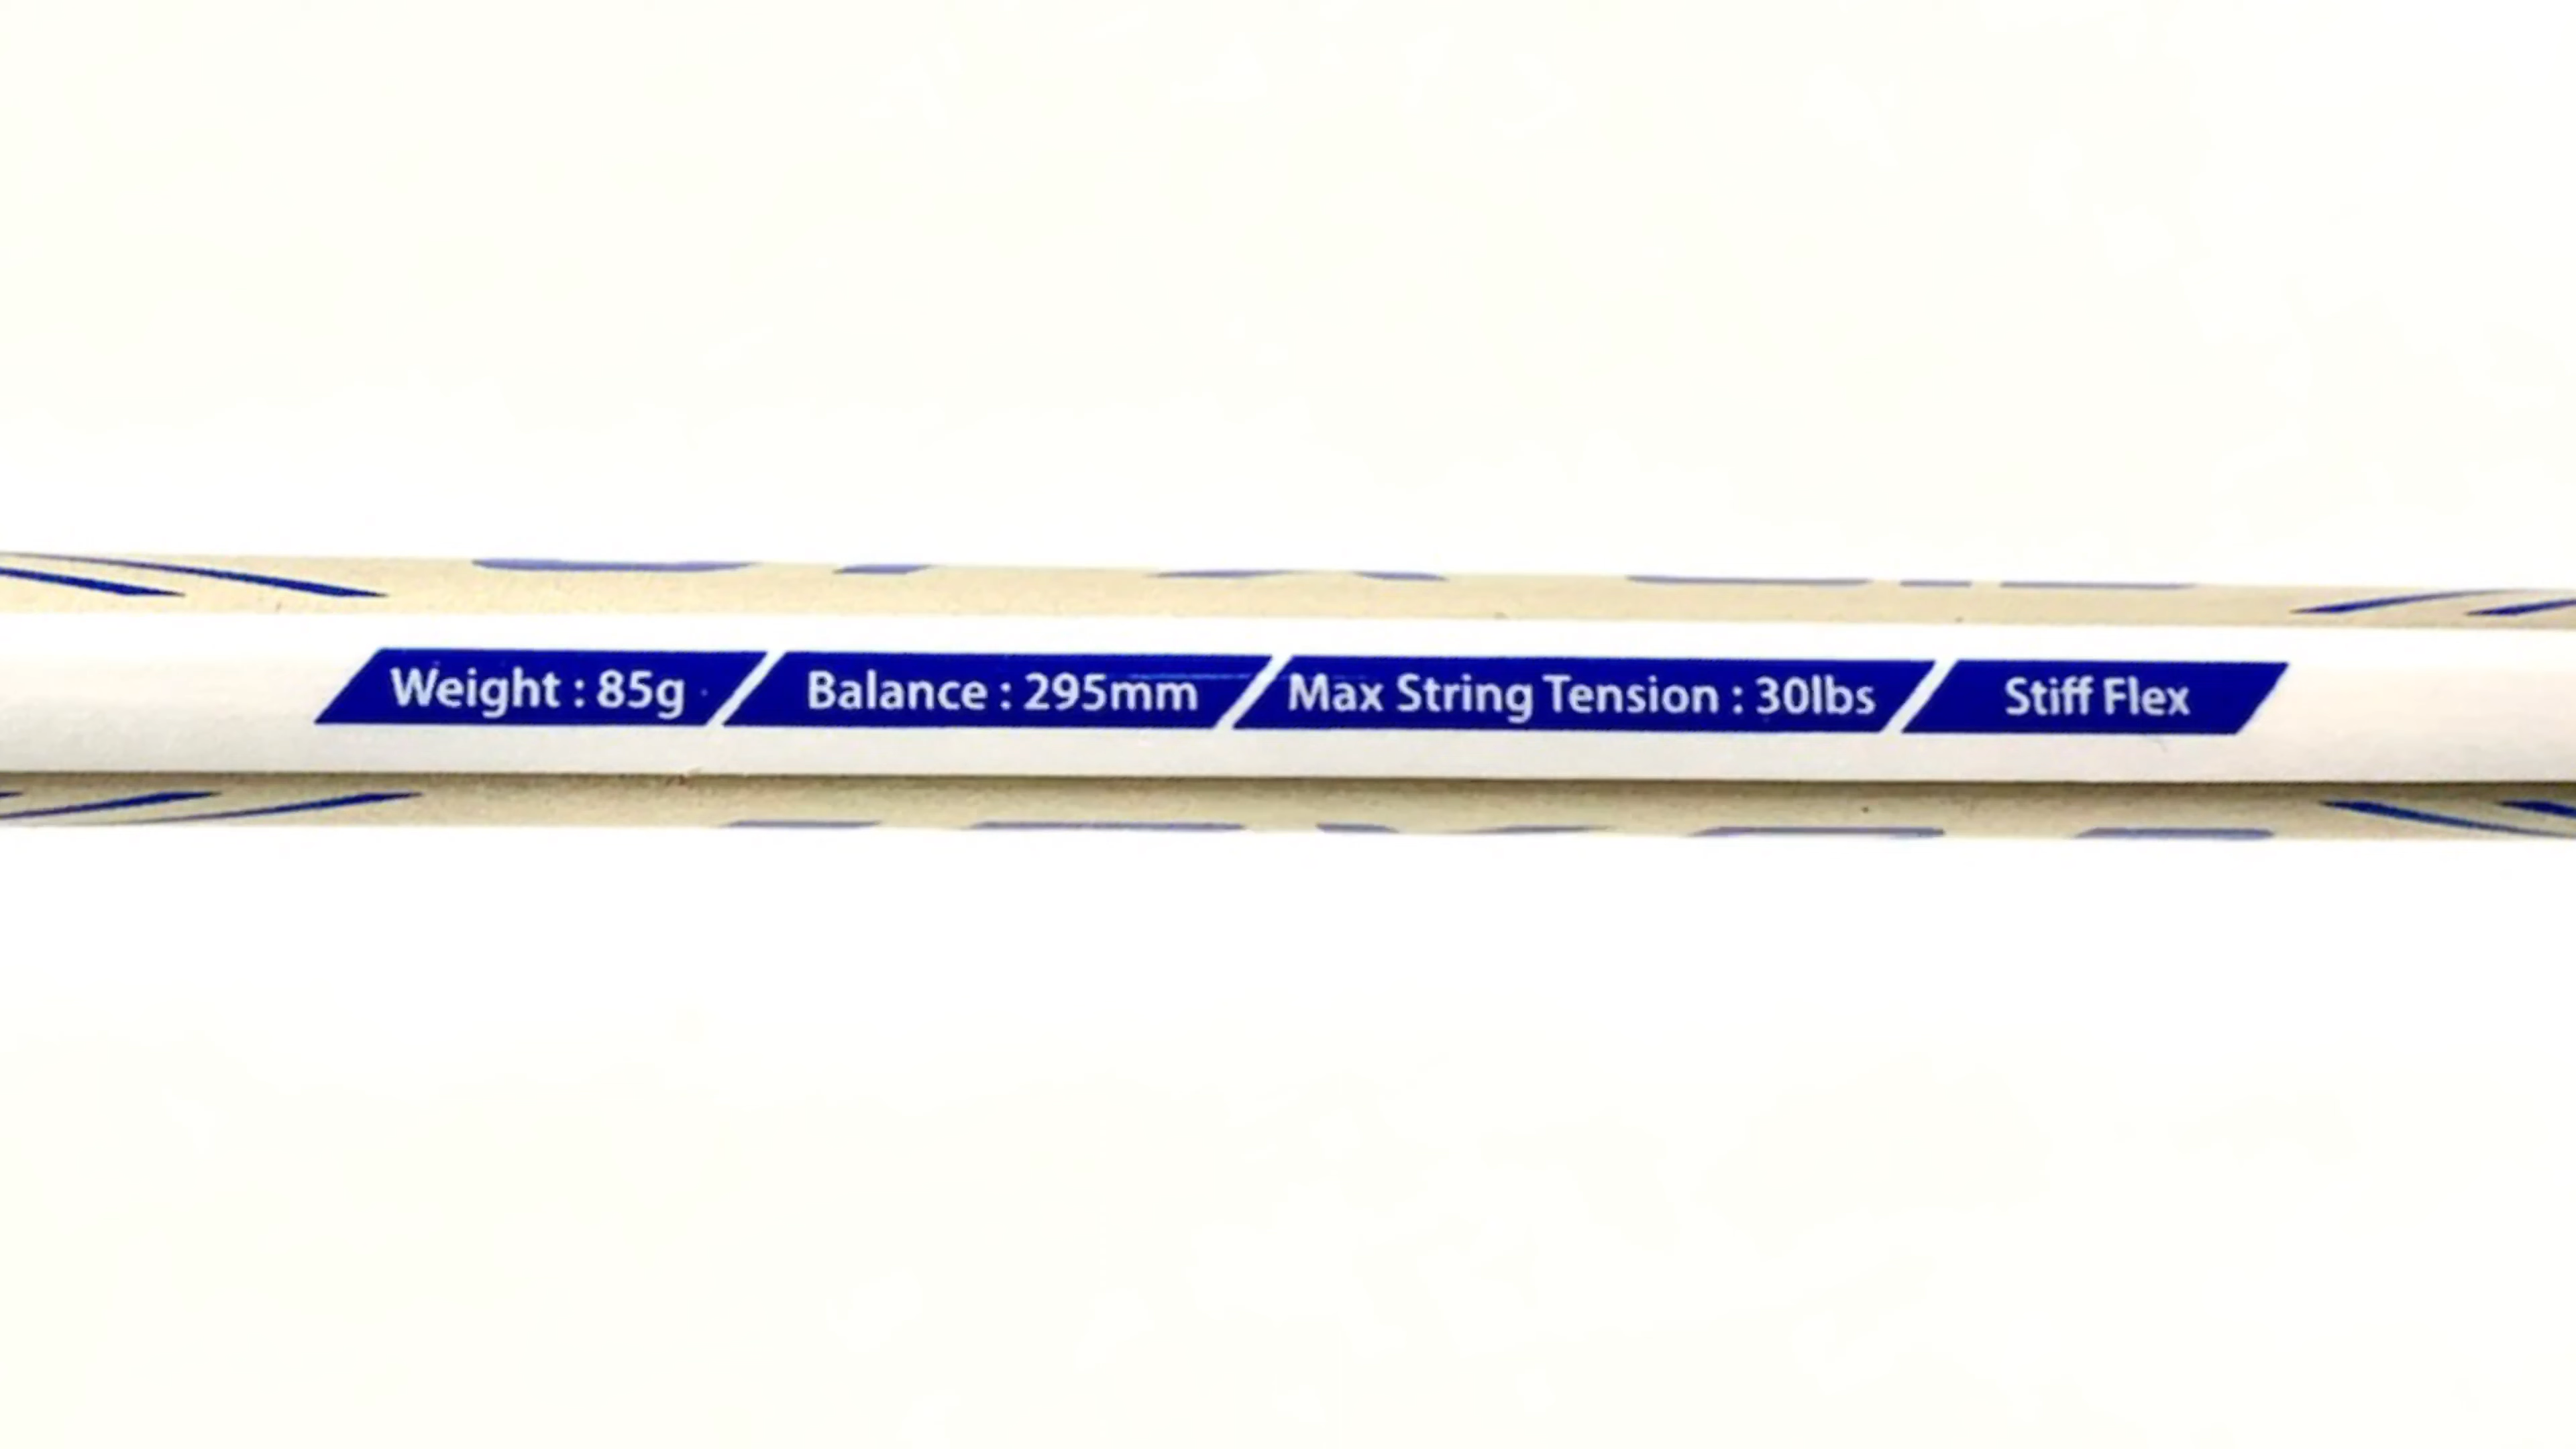 Weight : 85g Balance : 295mm Max String Tension : 30lbs Stiff Flex